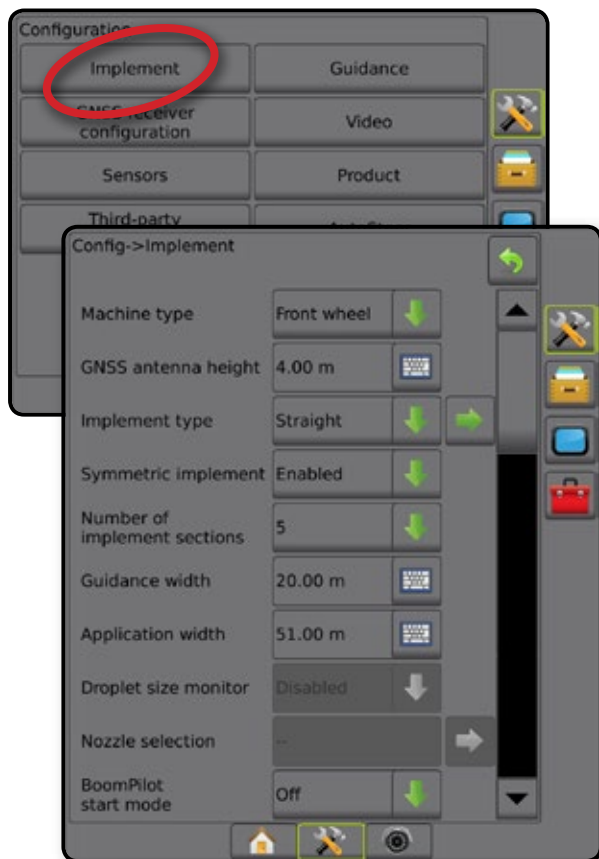 Configuration
Implement
Guidance
GNSS receiver
configuration
Video
Sensors
Product
Third-party
Config->Implement
Machine type
Front wheel
GNSS antenna height
4.00 m
Implement type
Straight
Symmetric implement
Enabled
Number of
implement sections
5
Guidance width
20.00 m
Application width
51.00 m
Droplet size monitor
Disabled
Nozzle selection
--
BoomPilot
start mode
Off